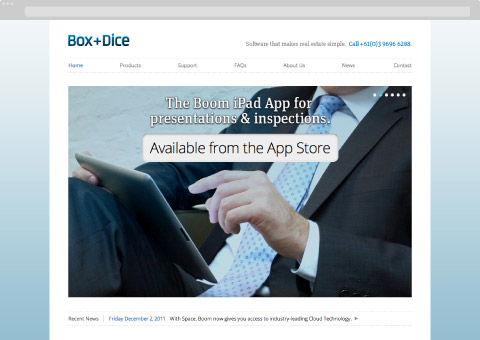 Box+Dice
Software that makes real estate simple. Call +61(0)3 9696 6288.
Home Products Support FAQs About Us News Contact
The Boom iPad App for
presentations & inspections.
Available from the App Store
Recent News Friday December 2, 2011 With Space, Boom now gives you access to industry-leading Cloud Technology.